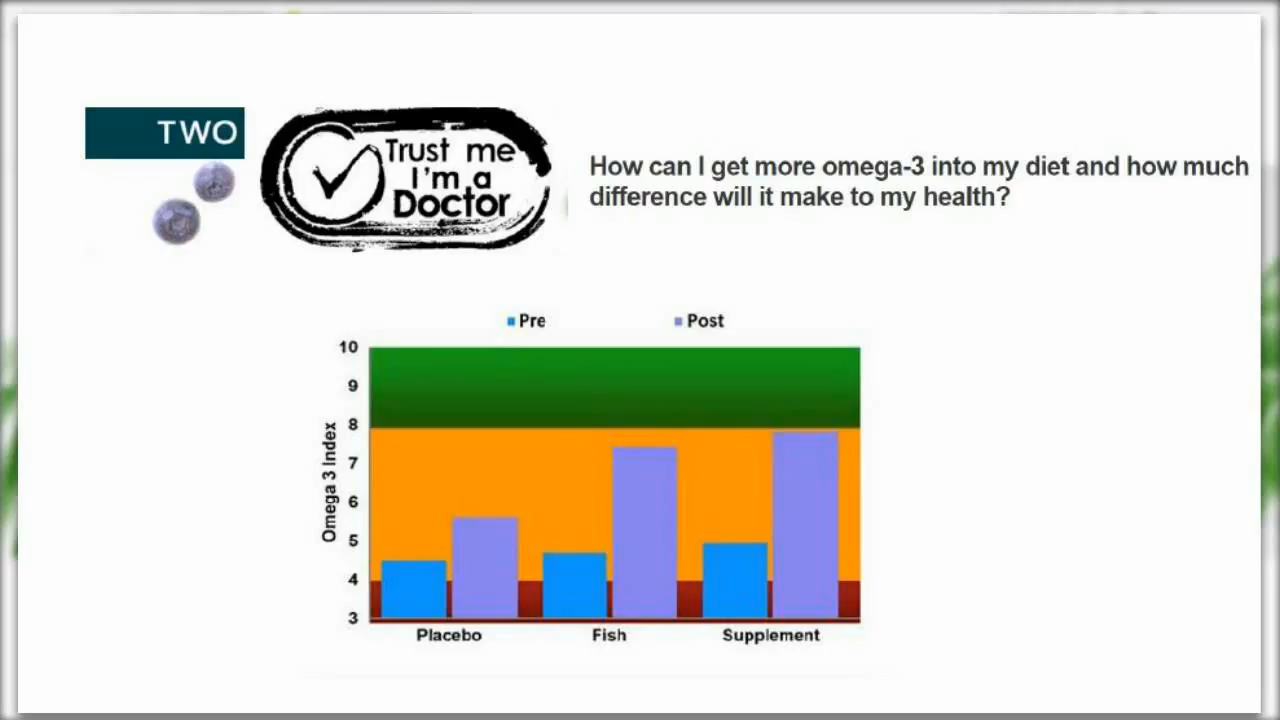 TWO
Trust me
I'm a
Doctor
How can I get more omega-3 into my diet and how much
difference will it make to my health?
Pre
Post
10
9
8
7
6
5
4
3
Omega 3 Index
Placebo
Fish
Supplement